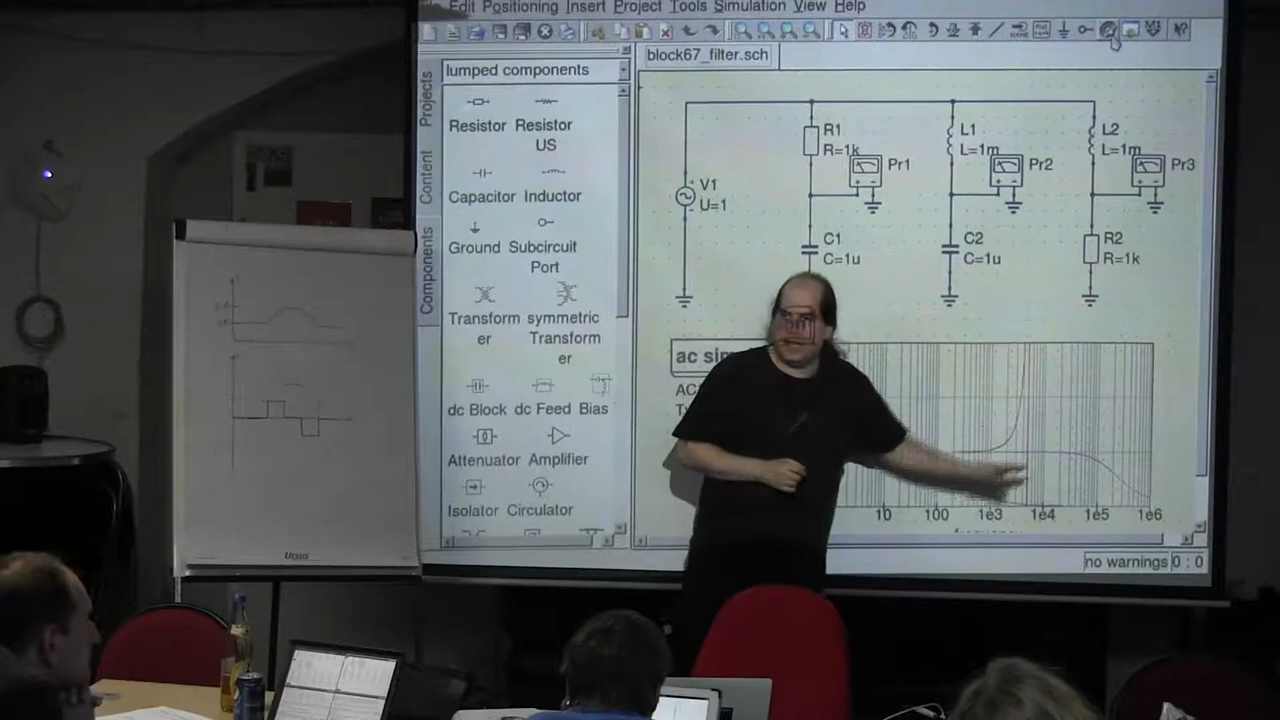 Edit Positioning Insert Project Tools Simulation View Help
block67_filter.sch
Projects
Content
Components
lumped components
Resistor Resistor
US
Capacitor Inductor
Ground Subcircuit
Port
Transform symmetric
er Transform
er
dc Block dc Feed Bias
Attenuator Amplifier
Isolator Circulator
V1
U=1
R1
R=1k
Pr1
C1
C=1u
L1
L=1m
Pr2
C2
C=1u
L2
L=1m
Pr3
R2
R=1k
ac sim
AC
10 100 1e3 1e4 1e5 1e6
no warnings 0 : 0